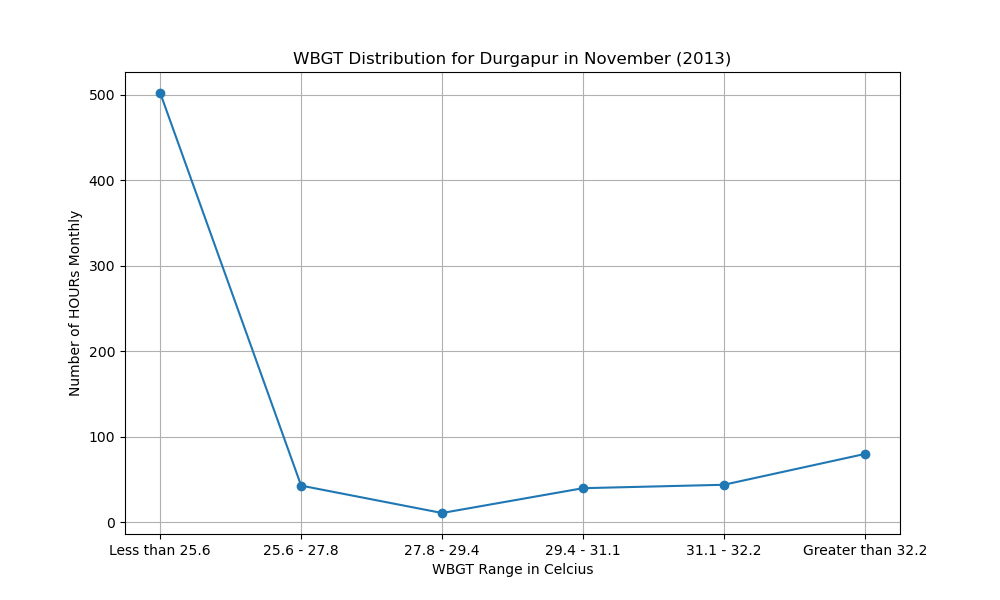 WBGT Distribution for Durgapur in November (2013)
Number of HOURs Monthly
500
400
300
200
100
0
Less than 25.6
25.6 - 27.8
27.8 - 29.4
29.4 - 31.1
31.1 - 32.2
Greater than 32.2
WBGT Range in Celcius